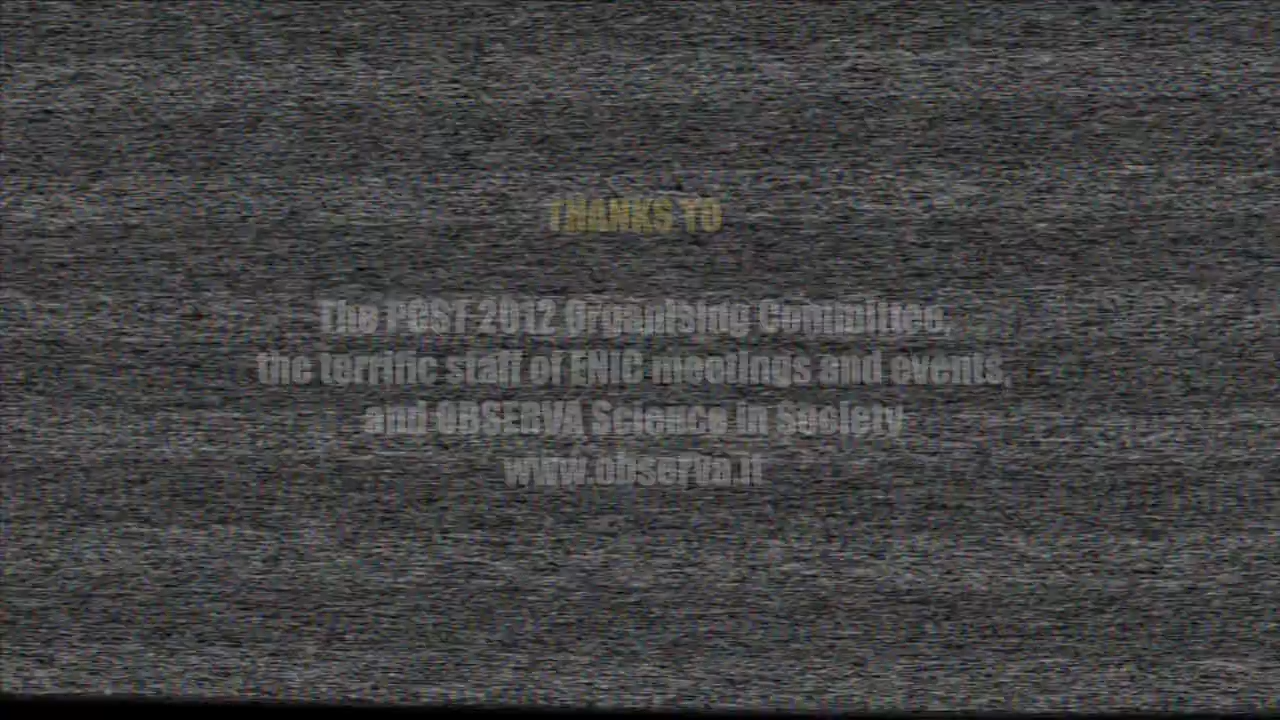 THANKS TO
The PCST 2012 Organising Committee,
the terrific staff of ENIC meetings and events,
and OBSERVA Science in Society
www.observa.it